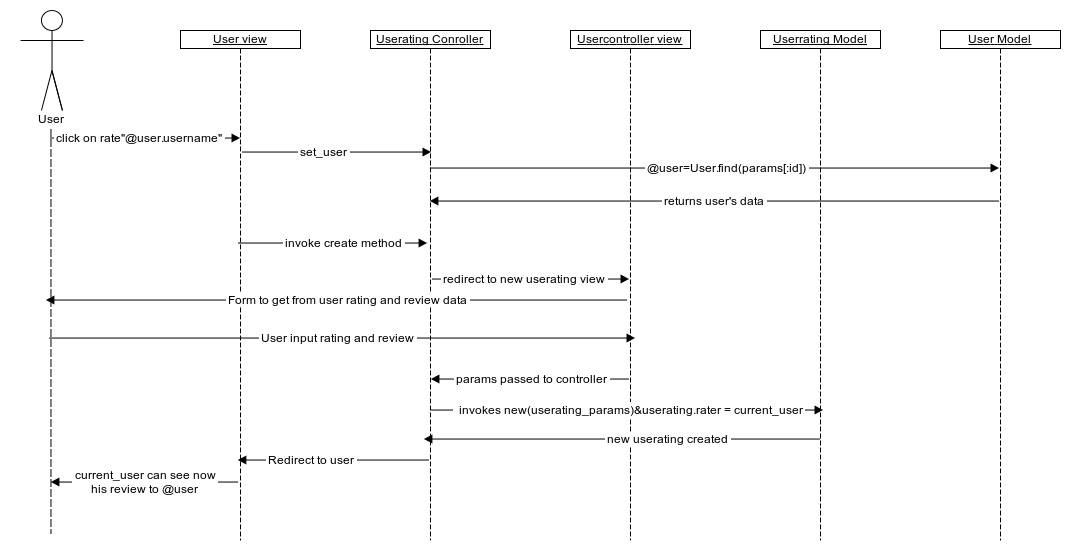 User view
Userating Conroller
Usercontroller view
Userrating Model
User Model
User
click on rate"@user.username"
set_user
@user=User.find(params[:id])
returns user's data
invoke create method
redirect to new userating view
Form to get from user rating and review data
User input rating and review
params passed to controller
invokes new(userating_params)&userating.rater = current_user
new userating created
Redirect to user
current_user can see now
his review to @user